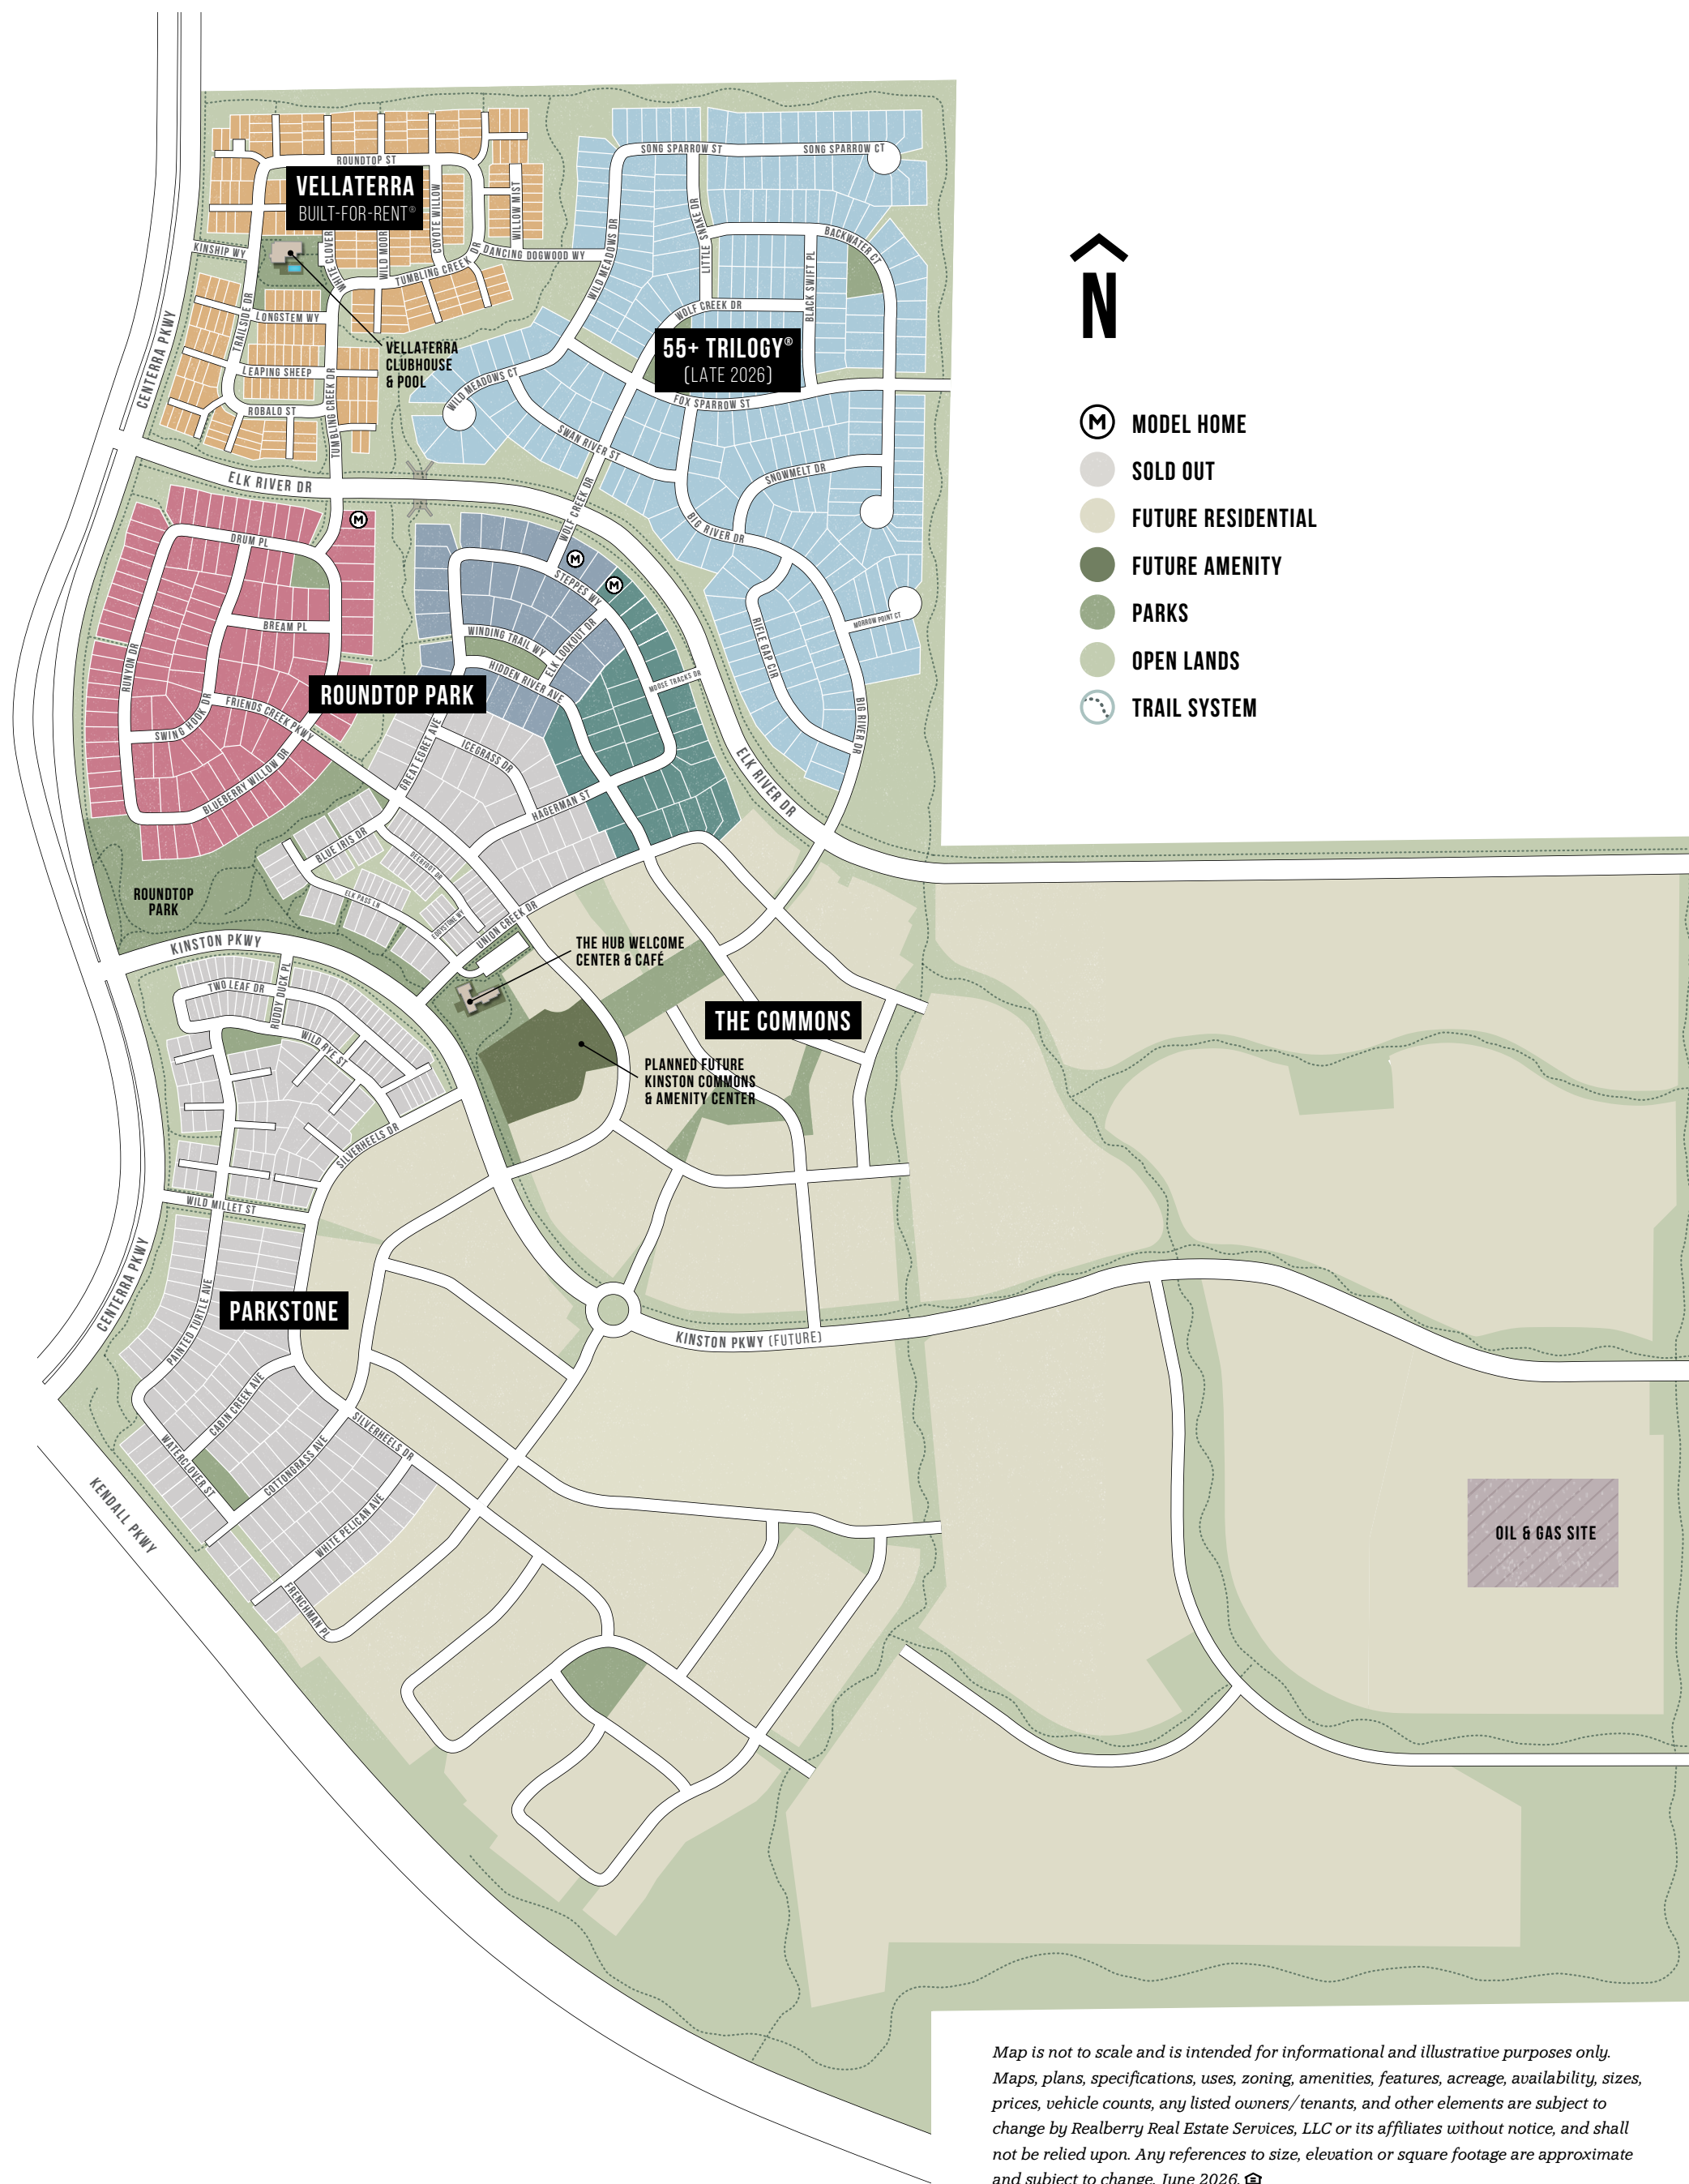 ROUNDTOP ST
VELLATERRA
BUILT-FOR-RENT®
COYOTE WILLOW
WILLOW MIST
KINSHIP WY
WHITE CLOVER
WILD MOOR
TUMBLING CREEK DR
DANCING DOGWOOD WY
TRAILSIDE DR
LONGSTEM WY
LEAPING SHEEP
ROBALO ST
TUMBLING CREEK DR
VELLATERRA
CLUBHOUSE
& POOL
CENTERRA PKWY
SONG SPARROW ST
SONG SPARROW CT
WILD MEADOWS DR
LITTLE SNAKE DR
BACKWATER CT
BLACK SWIFT PL
WOLF CREEK DR
55+ TRILOGY®
(LATE 2026)
WILD MEADOWS CT
FOX SPARROW ST
SWAN RIVER ST
SNOWMELT DR
WOLF CREEK DR
BIG RIVER DR
RIFLE GAP CIR
MORROW POINT CT
BIG RIVER DR
N
M MODEL HOME
SOLD OUT
FUTURE RESIDENTIAL
FUTURE AMENITY
PARKS
OPEN LANDS
TRAIL SYSTEM
ELK RIVER DR
M
M
M
DRUM PL
BREAM PL
RUNYON DR
SWING HOOK DR
FRIENDS CREEK PKWY
BLUEBERRY WILLOW DR
ROUNDTOP PARK
STEPPES WY
WINDING TRAIL WY
ELK LOOKOUT DR
HIDDEN RIVER AVE
MOOSE TRACKS DR
GREAT EGRET AVE
ICEGRASS DR
HAGERMAN ST
ELK RIVER DR
BLUE IRIS DR
DEERFOOT DR
ELK PASS LN
EDDYSTONE WY
UNION CREEK DR
ROUNDTOP
PARK
KINSTON PKWY
THE HUB WELCOME
CENTER & CAFÉ
TWO LEAF DR
RUDDY DUCK PL
WILD RYE ST
THE COMMONS
PLANNED FUTURE
KINSTON COMMONS
& AMENITY CENTER
SILVERHEELS DR
WILD MILLET ST
CENTERRA PKWY
PAINTED TURTLE AVE
PARKSTONE
KINSTON PKWY (FUTURE)
CABIN CREEK AVE
WATERCLOVER ST
COTTONGRASS AVE
SILVERHEELS DR
WHITE PELICAN AVE
FRENCHMAN PL
KENDALL PKWY
OIL & GAS SITE
Map is not to scale and is intended for informational and illustrative purposes only.
Maps, plans, specifications, uses, zoning, amenities, features, acreage, availability, sizes,
prices, vehicle counts, any listed owners/tenants, and other elements are subject to
change by Realberry Real Estate Services, LLC or its affiliates without notice, and shall
not be relied upon. Any references to size, elevation or square footage are approximate
and subject to change. June 2026.